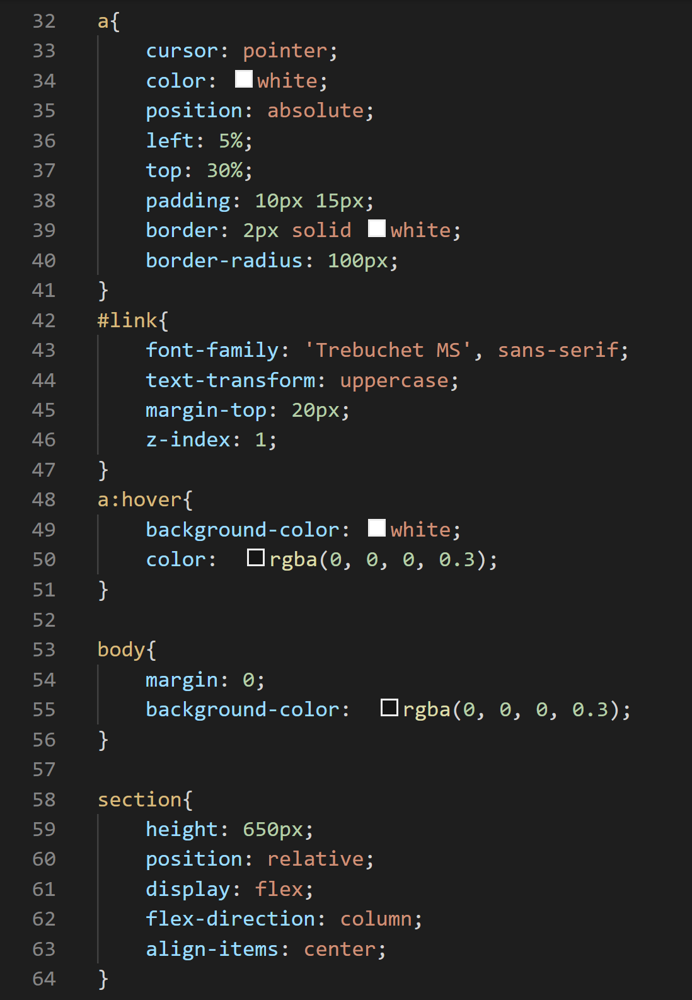 32 a{
33 cursor: pointer;
34 color: white;
35 position: absolute;
36 left: 5%;
37 top: 30%;
38 padding: 10px 15px;
39 border: 2px solid white;
40 border-radius: 100px;
41 }
42 #link{
43 font-family: 'Trebuchet MS', sans-serif;
44 text-transform: uppercase;
45 margin-top: 20px;
46 z-index: 1;
47 }
48 a:hover{
49 background-color: white;
50 color: rgba(0, 0, 0, 0.3);
51 }
52
53 body{
54 margin: 0;
55 background-color: rgba(0, 0, 0, 0.3);
56 }
57
58 section{
59 height: 650px;
60 position: relative;
61 display: flex;
62 flex-direction: column;
63 align-items: center;
64 }